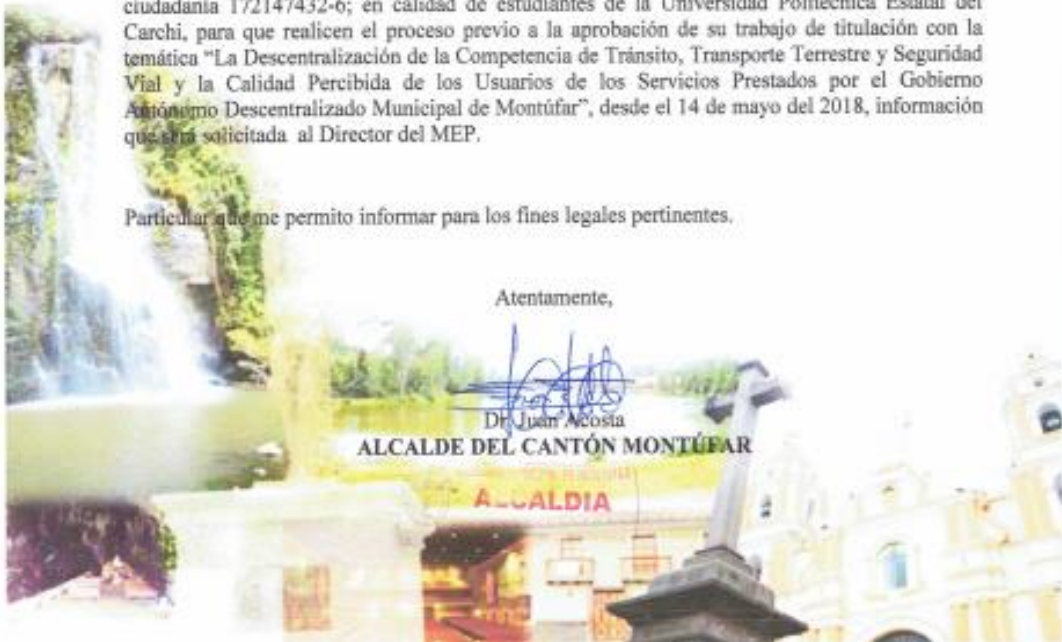 ciudadanía 172147432-6; en calidad de estudiantes de la Universidad Politécnica Estatal del
Carchi, para que realicen el proceso previo a la aprobación de su trabajo de titulación con la
temática “La Descentralización de la Competencia de Tránsito, Transporte Terrestre y Seguridad
Vial y la Calidad Percibida de los Usuarios de los Servicios Prestados por el Gobierno
Autónomo Descentralizado Municipal de Montúfar”, desde el 14 de mayo del 2018, información
que será solicitada al Director del MEP.
Particular que me permito informar para los fines legales pertinentes.
Atentamente,
Dr. Juan Acosta
ALCALDE DEL CANTÓN MONTÚFAR
ALCALDIA